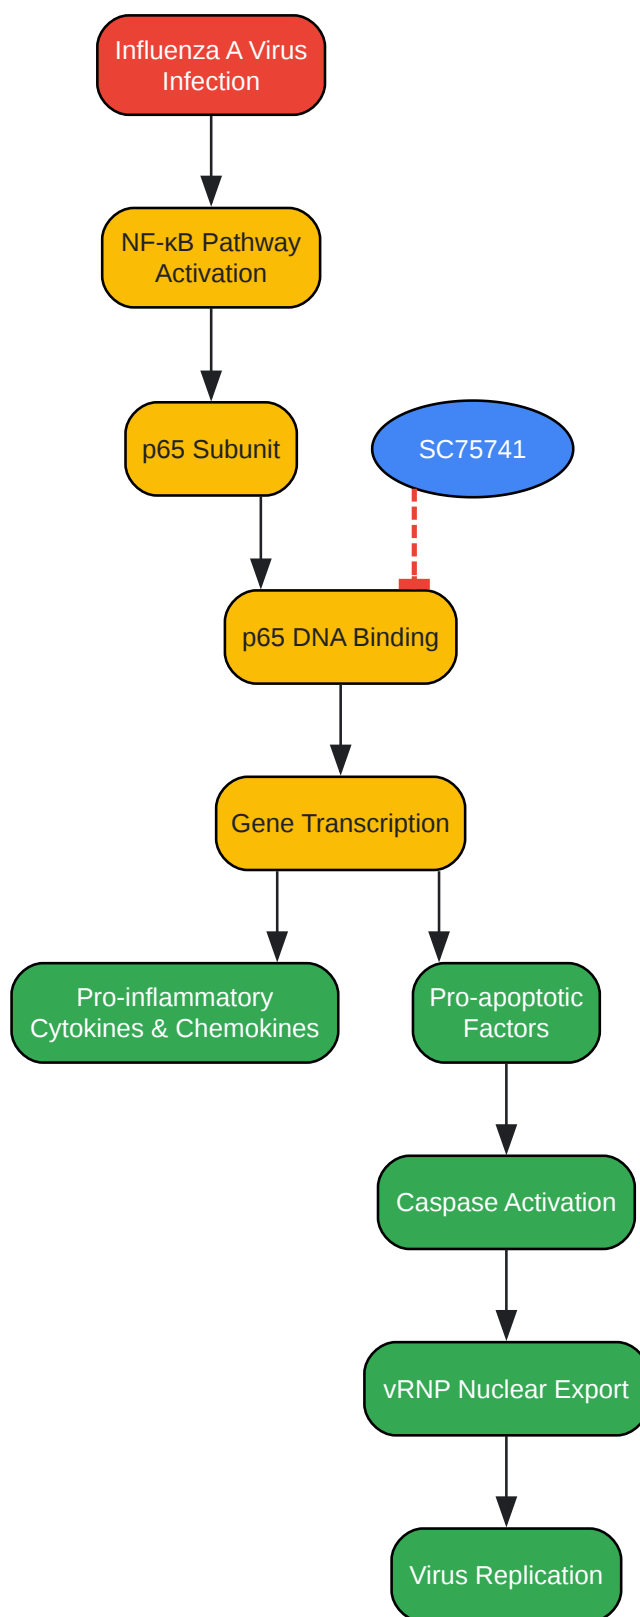 Influenza A Virus
Infection
NF-κB Pathway
Activation
p65 Subunit
SC75741
p65 DNA Binding
Gene Transcription
Pro-inflammatory
Cytokines & Chemokines
Pro-apoptotic
Factors
Caspase Activation
vRNP Nuclear Export
Virus Replication